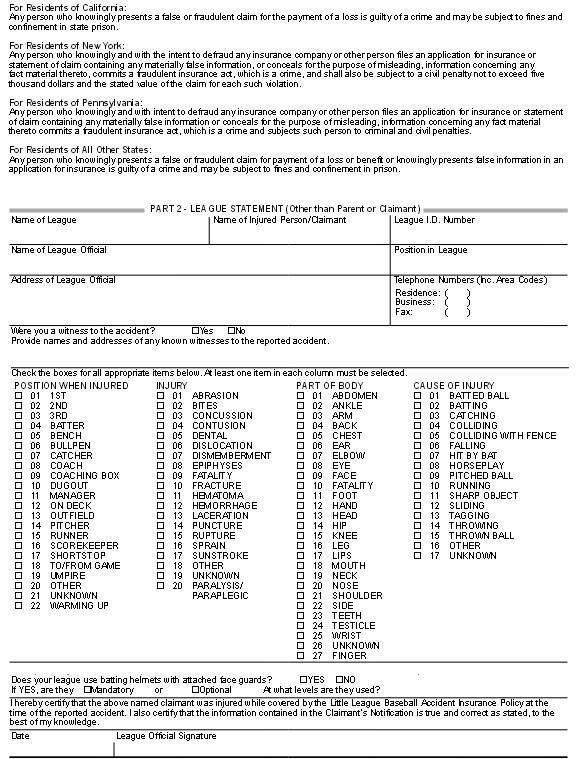 For Residents of California:
Any person who knowingly presents a false or fraudulent claim for the payment of a loss is guilty of a crime and may be subject to fines and
confinement in state prison.
For Residents of New York:
Any person who knowingly and with the intent to defraud any insurance company or other person files an application for insurance or
statement of claim containing any materially false information, or conceals for the purpose of misleading, information concerning any
fact material thereto, commits a fraudulent insurance act, which is a crime, and shall also be subject to a civil penalty not to exceed five
thousand dollars and the stated value of the claim for each such violation.
For Residents of Pennsylvania:
Any person who knowingly and with intent to defraud any insurance company or other person files an application for insurance or statement
of claim containing any materially false information or conceals for the purpose of misleading, information concerning any fact material
thereto commits a fraudulent insurance act, which is a crime and subjects such person to criminal and civil penalties.
For Residents of All Other States:
Any person who knowingly presents a false or fraudulent claim for payment of a loss or benefit or knowingly presents false information in an
application for insurance is guilty of a crime and may be subject to fines and confinement in prison.
PART 2 - LEAGUE STATEMENT (Other than Parent or Claimant)
Name of League Name of Injured Person/Claimant League I.D. Number
Name of League Official Position in League
Address of League Official Telephone Numbers (Inc. Area Codes)
Residence: ( )
Business: ( )
Fax: ( )
Were you a witness to the accident? ☐Yes ☐No
Provide names and addresses of any known witnesses to the reported accident.
Check the boxes for all appropriate items below. At least one item in each column must be selected.
POSITION WHEN INJURED
☐ 01 1ST
☐ 02 2ND
☐ 03 3RD
☐ 04 BATTER
☐ 05 BENCH
☐ 06 BULLPEN
☐ 07 CATCHER
☐ 08 COACH
☐ 09 COACHING BOX
☐ 10 DUGOUT
☐ 11 MANAGER
☐ 12 ON DECK
☐ 13 OUTFIELD
☐ 14 PITCHER
☐ 15 RUNNER
☐ 16 SCOREKEEPER
☐ 17 SHORTSTOP
☐ 18 TO/FROM GAME
☐ 19 UMPIRE
☐ 20 OTHER
☐ 21 UNKNOWN
☐ 22 WARMING UP
INJURY
☐ 01 ABRASION
☐ 02 BITES
☐ 03 CONCUSSION
☐ 04 CONTUSION
☐ 05 DENTAL
☐ 06 DISLOCATION
☐ 07 DISMEMBERMENT
☐ 08 EPIPHYSES
☐ 09 FATALITY
☐ 10 FRACTURE
☐ 11 HEMATOMA
☐ 12 HEMORRHAGE
☐ 13 LACERATION
☐ 14 PUNCTURE
☐ 15 RUPTURE
☐ 16 SPRAIN
☐ 17 SUNSTROKE
☐ 18 OTHER
☐ 19 UNKNOWN
☐ 20 PARALYSIS/
PARAPLEGIC
PART OF BODY
☐ 01 ABDOMEN
☐ 02 ANKLE
☐ 03 ARM
☐ 04 BACK
☐ 05 CHEST
☐ 06 EAR
☐ 07 ELBOW
☐ 08 EYE
☐ 09 FACE
☐ 10 FATALITY
☐ 11 FOOT
☐ 12 HAND
☐ 13 HEAD
☐ 14 HIP
☐ 15 KNEE
☐ 16 LEG
☐ 17 LIPS
☐ 18 MOUTH
☐ 19 NECK
☐ 20 NOSE
☐ 21 SHOULDER
☐ 22 SIDE
☐ 23 TEETH
☐ 24 TESTICLE
☐ 25 WRIST
☐ 26 UNKNOWN
☐ 27 FINGER
CAUSE OF INJURY
☐ 01 BATTED BALL
☐ 02 BATTING
☐ 03 CATCHING
☐ 04 COLLIDING
☐ 05 COLLIDING WITH FENCE
☐ 06 FALLING
☐ 07 HIT BY BAT
☐ 08 HORSEPLAY
☐ 09 PITCHED BALL
☐ 10 RUNNING
☐ 11 SHARP OBJECT
☐ 12 SLIDING
☐ 13 TAGGING
☐ 14 THROWING
☐ 15 THROWN BALL
☐ 16 OTHER
☐ 17 UNKNOWN
Does your league use batting helmets with attached face guards? ☐YES ☐NO
If YES, are they ☐Mandatory or ☐Optional At what levels are they used?
I hereby certify that the above named claimant was injured while covered by the Little League Baseball Accident Insurance Policy at the
time of the reported accident. I also certify that the information contained in the Claimant's Notification is true and correct as stated, to the
best of my knowledge.
Date League Official Signature